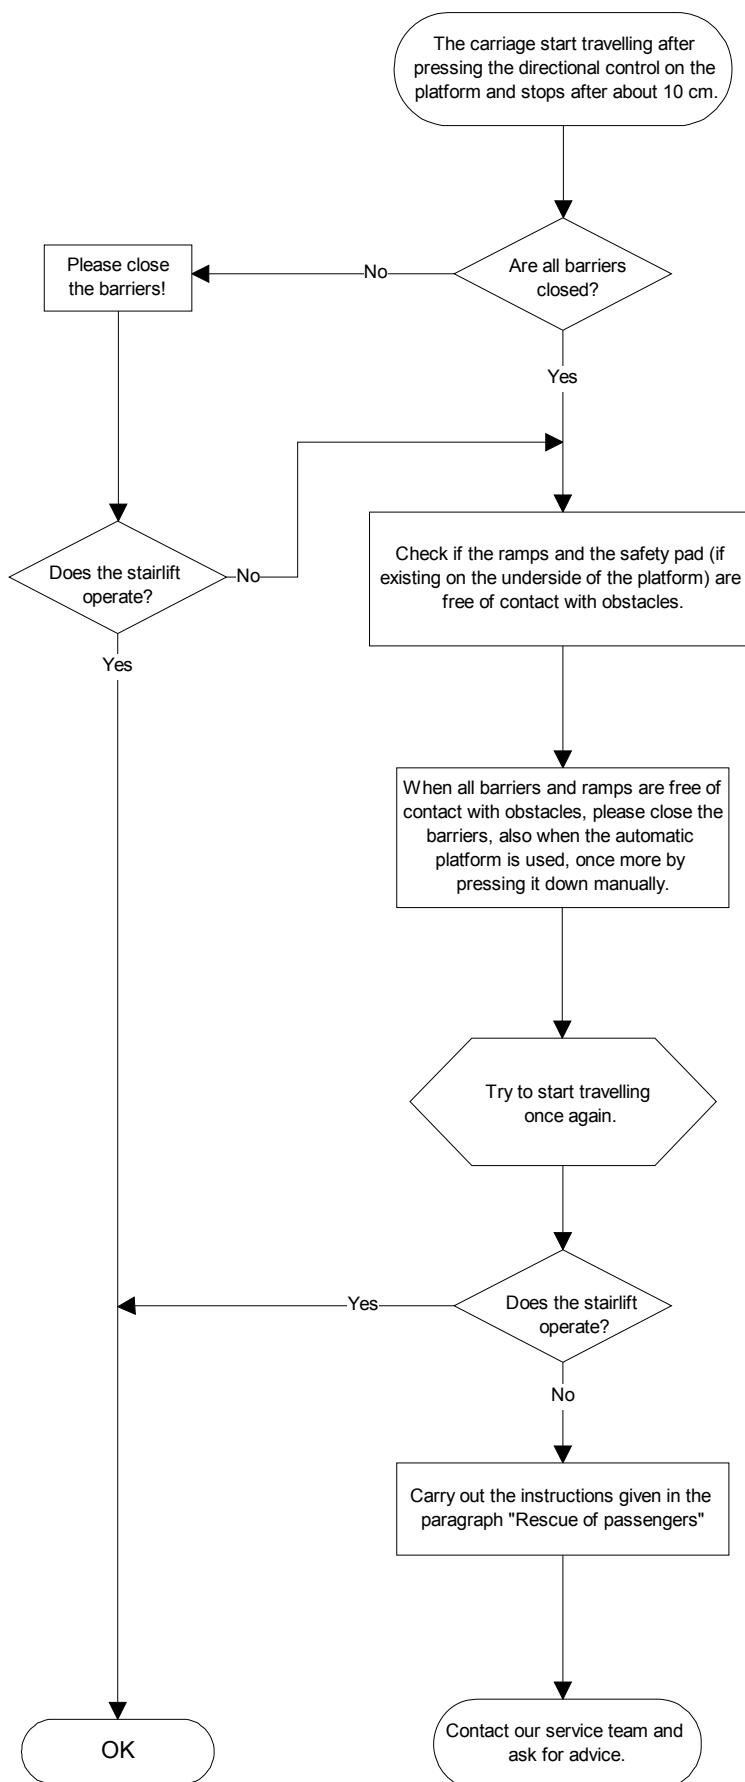 The carriage start travelling after
pressing the directional control on the
platform and stops after about 10 cm.
Are all barriers
closed?
No
Please close
the barriers!
Yes
Does the stairlift
operate?
No
Yes
Check if the ramps and the safety pad (if
existing on the underside of the platform) are
free of contact with obstacles.
When all barriers and ramps are free of
contact with obstacles, please close the
barriers, also when the automatic
platform is used, once more by
pressing it down manually.
Try to start travelling
once again.
Does the stairlift
operate?
Yes
No
Carry out the instructions given in the
paragraph "Rescue of passengers"
Contact our service team and
ask for advice.
OK